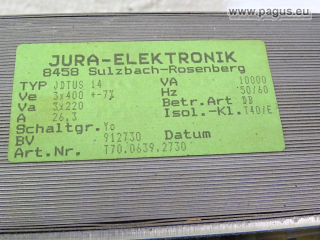 © www.pagus.eu
JURA-ELEKTRONIK
8458 Sulzbach-Rosenberg
TYP JDTUS 14 VA 10000
Ve 3x400 +-7% Hz 50/60
Va 3x220 Betr.Art DB
A 26,3 Isol.-Kl. T40/E
Schaltgr. Yo
BV 912730 Datum
Art.Nr. T70.0639.2730